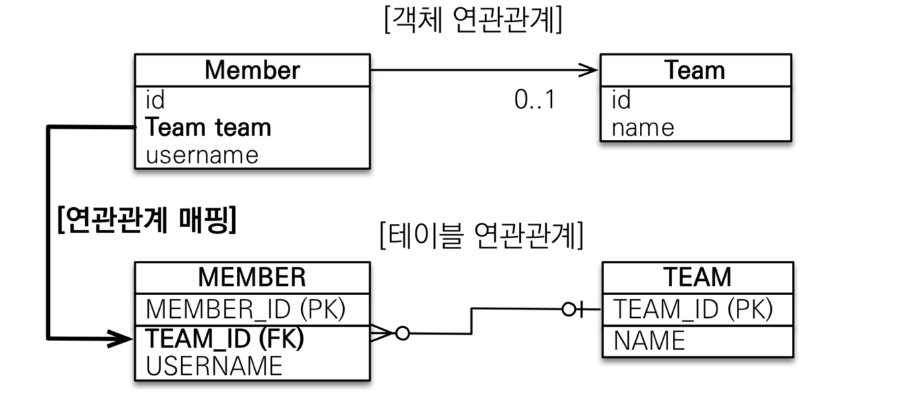 [객체 연관관계]
Member
id
Team team
username
0..1
Team
id
name
[연관관계 매핑]
[테이블 연관관계]
MEMBER
MEMBER_ID (PK)
TEAM_ID (FK)
USERNAME
TEAM
TEAM_ID (PK)
NAME